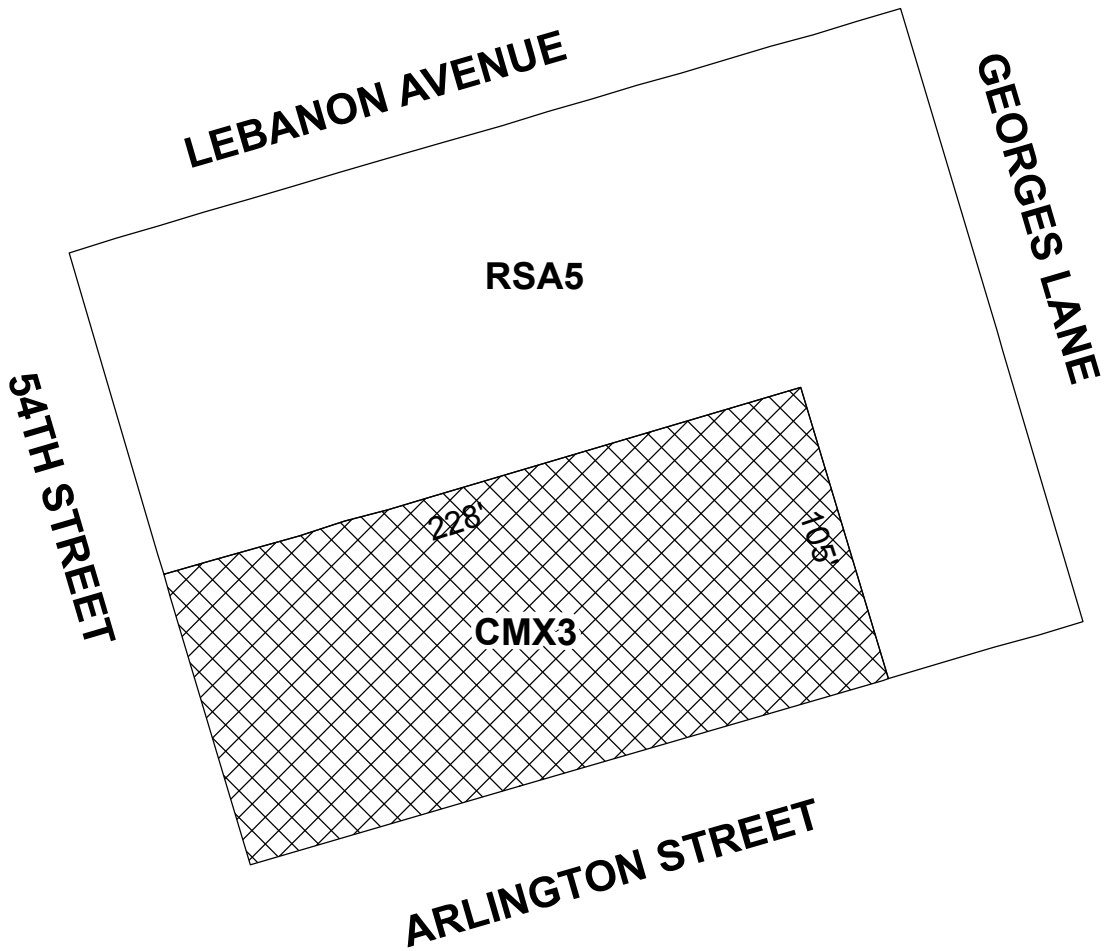 LEBANON AVENUE
GEORGES LANE
RSA5
54TH STREET
228'
105'
CMX3
ARLINGTON STREET